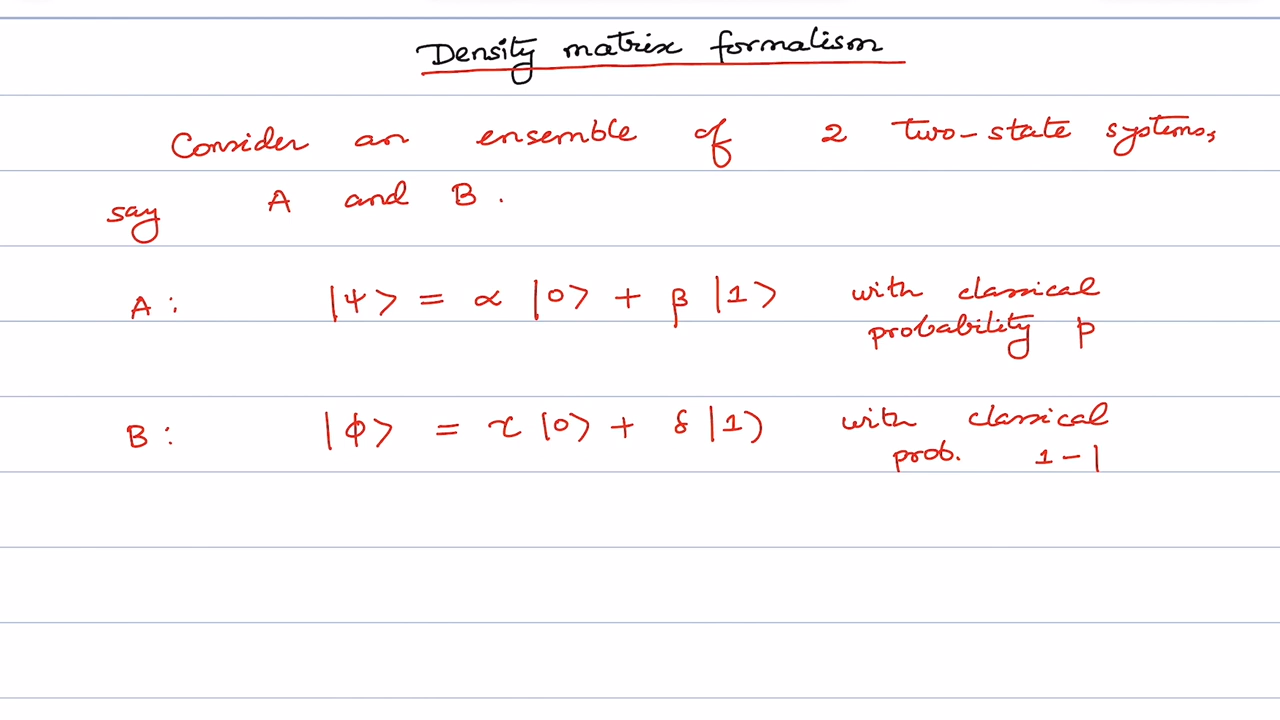 Density matrix formalism
Consider an ensemble of 2 two-state systems,
say A and B.
A: |ψ> = α |0> + β |1> with classical
probability p
B: |φ> = γ |0> + δ |1) with classical
prob. 1-|